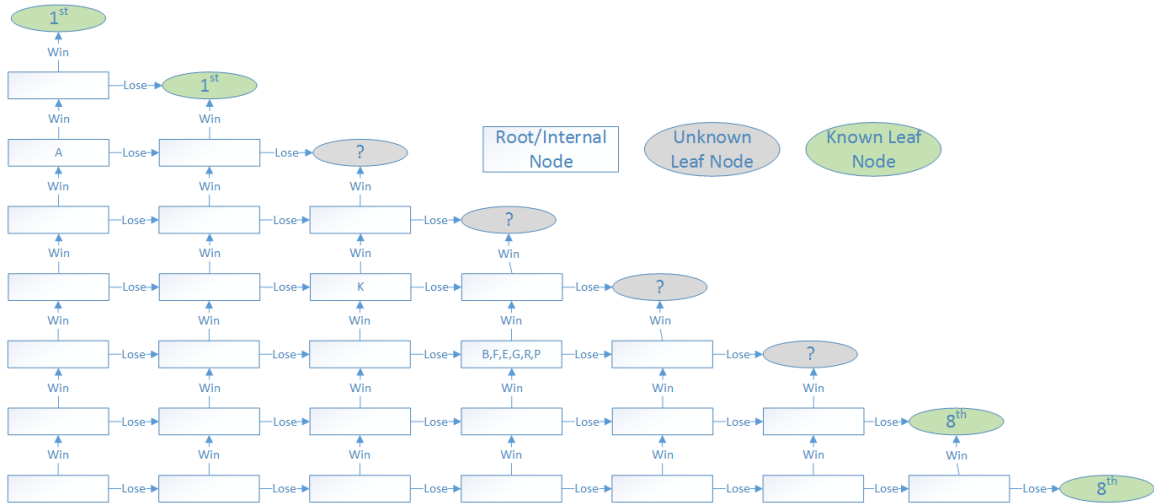 1st
Win
Lose 1st
Win Win
Root/Internal Node
Unknown Leaf Node
Known Leaf Node
A Lose Lose ?
Win Win Win
Lose Lose Lose ?
Win Win Win Win
Lose Lose K Lose Lose ?
Win Win Win Win Win
Lose Lose Lose B,F,E,G,R,P Lose Lose ?
Win Win Win Win Win Win
Lose Lose Lose Lose Lose Lose 8th
Win Win Win Win Win Win Win
Lose Lose Lose Lose Lose Lose Lose 8th